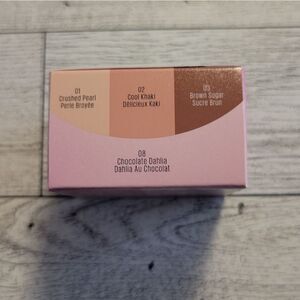 01
Crushed Pearl
Perle Broyée
02
Cool Khaki
Délicieux Kaki
03
Brown Sugar
Sucre Brun
08
Chocolate Dahlia
Dahlia Au Chocolat